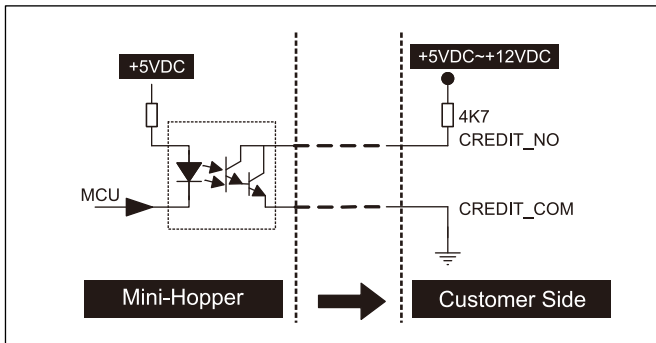 +5VDC
+5VDC~+12VDC
4K7
CREDIT_NO
MCU
CREDIT_COM
Mini-Hopper
Customer Side